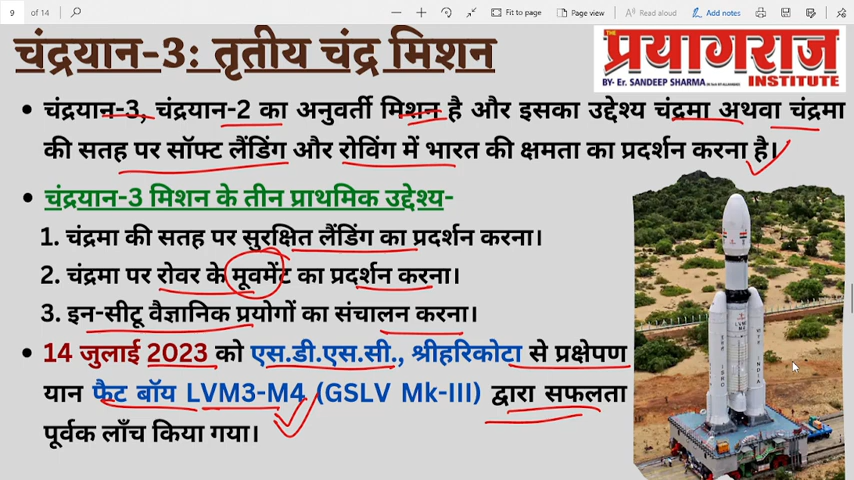 9 of 14
Fit to page
Page view
Read aloud
Add notes
चंद्रयान-3: तृतीय चंद्र मिशन
THE
प्रयागराज
INSTITUTE
BY- Er. SANDEEP SHARMA
• चंद्रयान-3, चंद्रयान-2 का अनुवर्ती मिशन है और इसका उद्देश्य चंद्रमा अथवा चंद्रमा
की सतह पर सॉफ्ट लैंडिंग और रोविंग में भारत की क्षमता का प्रदर्शन करना है।
• चंद्रयान-3 मिशन के तीन प्राथमिक उद्देश्य-
1. चंद्रमा की सतह पर सुरक्षित लैंडिंग का प्रदर्शन करना।
2. चंद्रमा पर रोवर के मूवमेंट का प्रदर्शन करना।
3. इन-सीटू वैज्ञानिक प्रयोगों का संचालन करना।
• 14 जुलाई 2023 को एस.डी.एस.सी., श्रीहरिकोटा से प्रक्षेपण
यान फैट बॉय LVM3-M4 (GSLV Mk-III) द्वारा सफलता
पूर्वक लाँच किया गया।